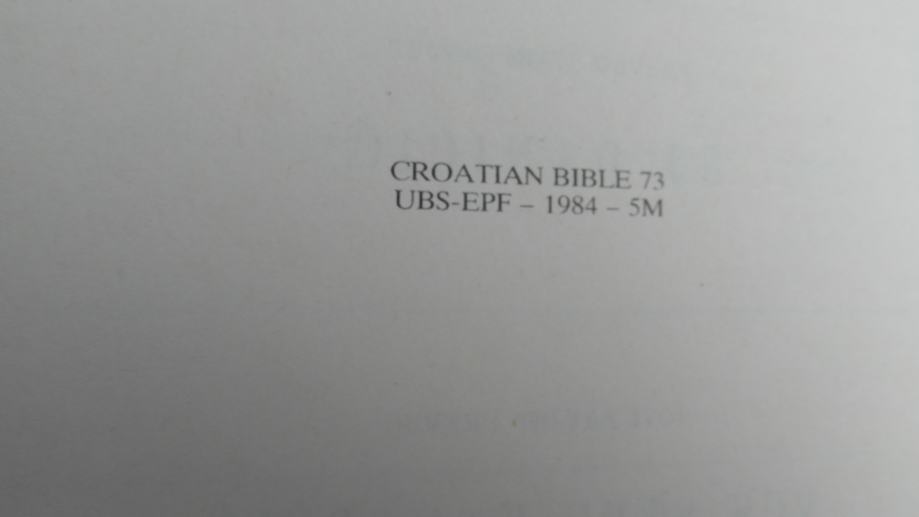 CROATIAN BIBLE 73
UBS-EPF – 1984 – 5M